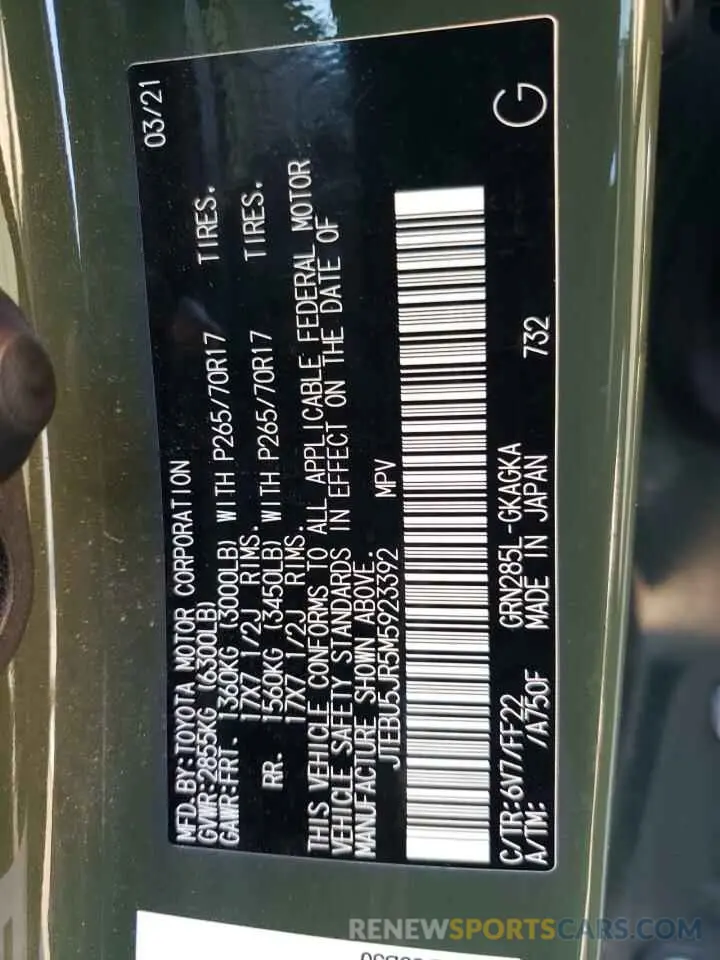 MFD.BY:TOYOTA MOTOR CORPORATION 03/21
GVWR:2855KG (6300LB)
GAWR:FRT. 1360KG (3000LB) WITH P265/70R17 TIRES.
17X7 1/2J RIMS.
RR. 1560KG (3450LB) WITH P265/70R17 TIRES.
17X7 1/2J RIMS.
THIS VEHICLE CONFORMS TO ALL APPLICABLE FEDERAL MOTOR
VEHICLE SAFETY STANDARDS IN EFFECT ON THE DATE OF
MANUFACTURE SHOWN ABOVE.
JTEBU5JR5M5923392 MPV
C/TR:6V7/FF22 GRN285L-GKAGKA G
A/TM: /A750F MADE IN JAPAN 732
RENEWSPORTSCARS.COM